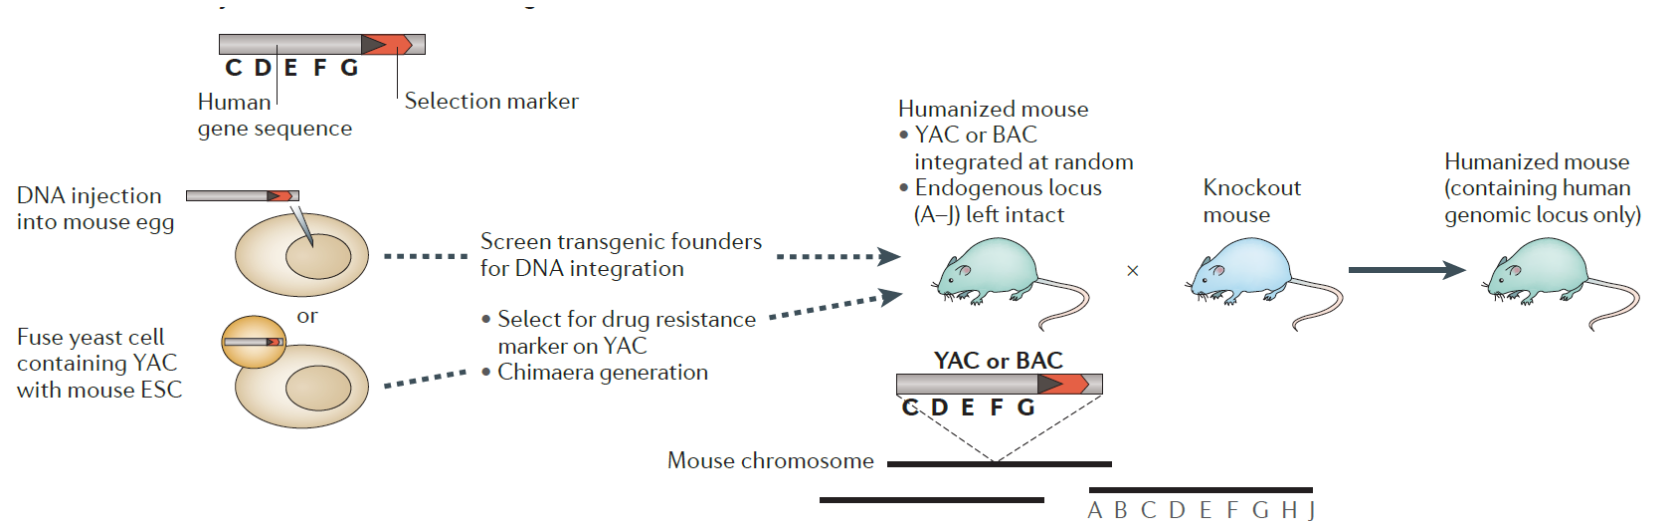 C D E F G
Human
gene sequence
Selection marker
DNA injection
into mouse egg
or
Fuse yeast cell
containing YAC
with mouse ESC
Screen transgenic founders
for DNA integration
• Select for drug resistance
marker on YAC
• Chimaera generation
Humanized mouse
• YAC or BAC
integrated at random
• Endogenous locus
(A–J) left intact
×
Knockout
mouse
Humanized mouse
(containing human
genomic locus only)
YAC or BAC
C D E F G
Mouse chromosome
A B C D E F G H J